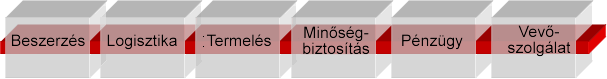 Beszerzés
Logisztika
:Termelés
Minőség-
biztosítás
Pénzügy
Vevő-
szolgálat